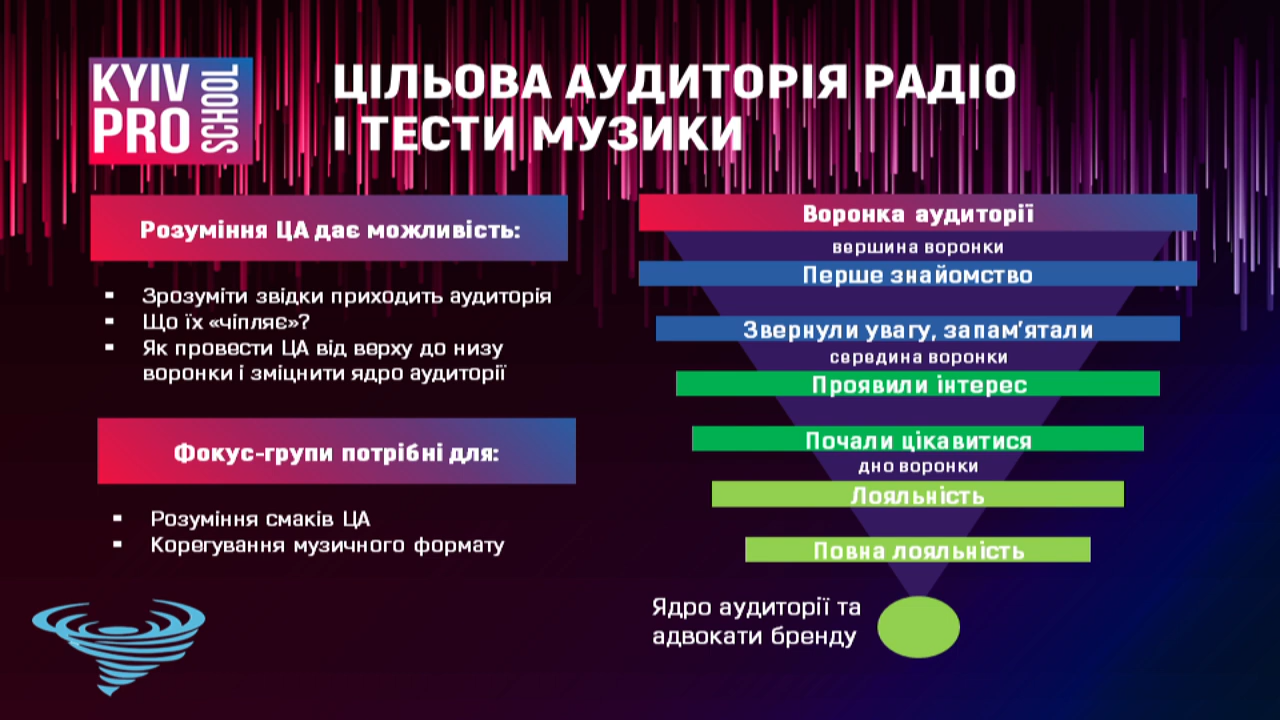 KYIV
PRO
SCHOOL
ЦІЛЬОВА АУДИТОРІЯ РАДІО
І ТЕСТИ МУЗИКИ
Розуміння ЦА дає можливість:
▪ Зрозуміти звідки приходить аудиторія
▪ Що їх «чіпляє»?
▪ Як провести ЦА від верху до низу
воронки і зміцнити ядро аудиторії
Фокус-групи потрібні для:
▪ Розуміння смаків ЦА
▪ Корегування музичного формату
Воронка аудиторії
вершина воронки
Перше знайомство
Звернули увагу, запам’ятали
середина воронки
Проявили інтерес
Почали цікавитися
дно воронки
Лояльність
Повна лояльність
Ядро аудиторії та
адвокати бренду